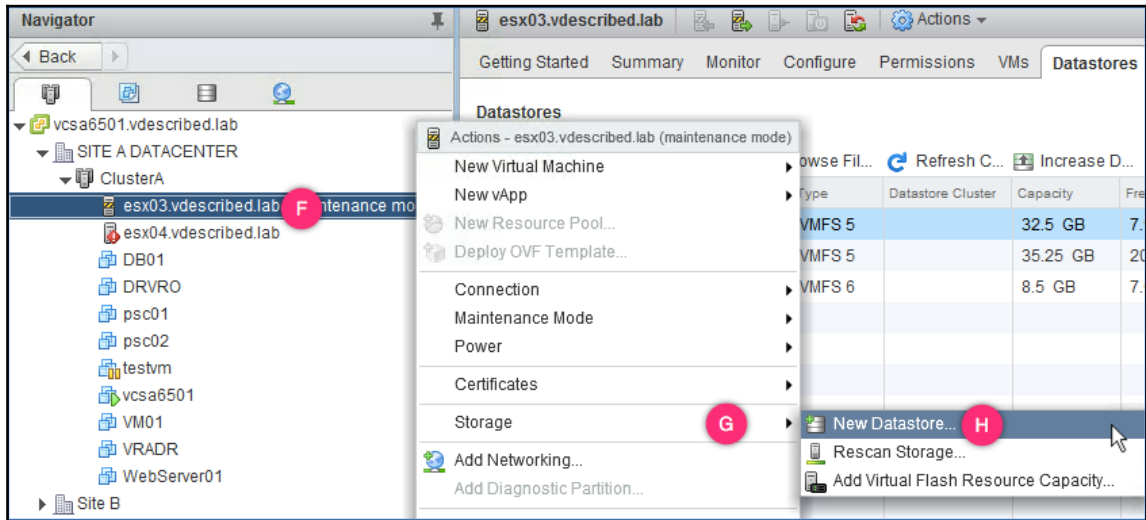 Navigator
Back
vcsa6501.vdescribed.lab
SITE A DATACENTER
ClusterA
esx03.vdescribed.lab F ntenance mo
esx04.vdescribed.lab
DB01
DRVRO
psc01
psc02
testvm
vcsa6501
VM01
VRADR
WebServer01
Site B
esx03.vdescribed.lab Actions
Getting Started Summary Monitor Configure Permissions VMs Datastores
Datastores
Actions - esx03.vdescribed.lab (maintenance mode)
New Virtual Machine
New vApp
New Resource Pool...
Deploy OVF Template...
Connection
Maintenance Mode
Power
Certificates
Storage G
Add Networking...
Add Diagnostic Partition...
owse Fil... Refresh C... Increase D...
Type Datastore Cluster Capacity Fre
VMFS 5 32.5 GB 7.
VMFS 5 35.25 GB 20
VMFS 6 8.5 GB 7.
New Datastore... H
Rescan Storage...
Add Virtual Flash Resource Capacity...